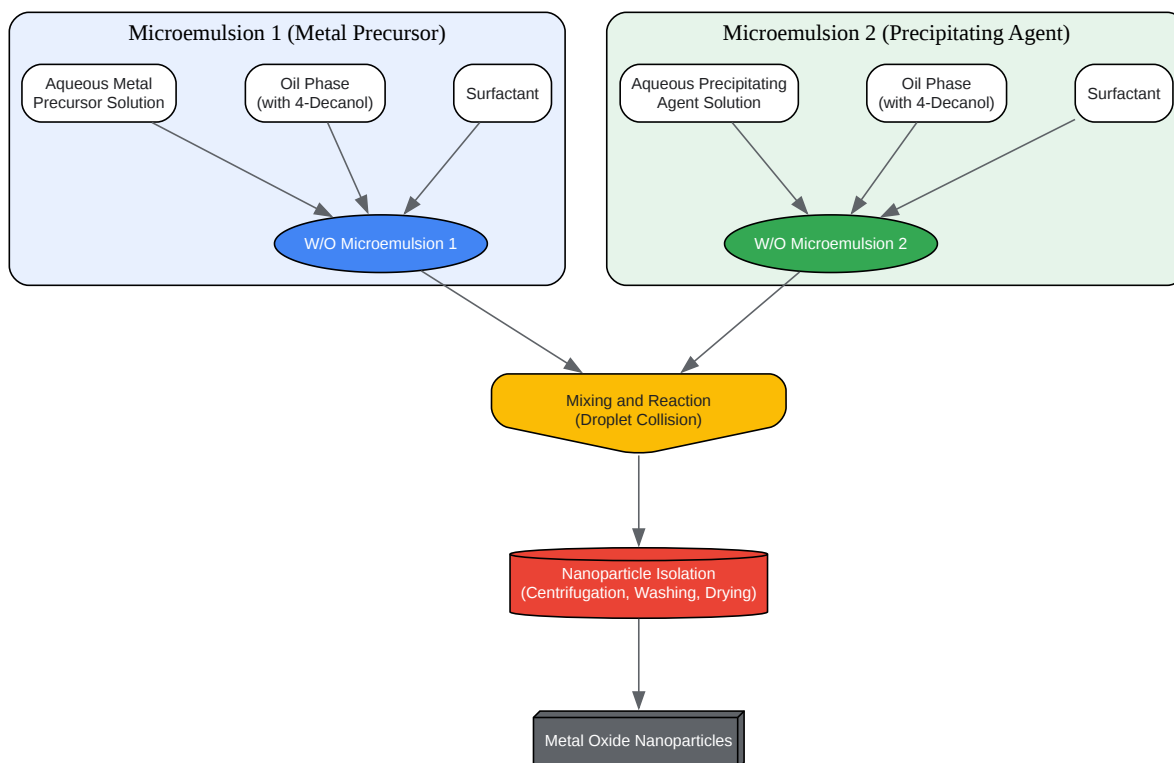 Microemulsion 1 (Metal Precursor)
Aqueous Metal
Precursor Solution
Oil Phase
(with 4-Decanol)
Surfactant
W/O Microemulsion 1
Microemulsion 2 (Precipitating Agent)
Aqueous Precipitating
Agent Solution
Oil Phase
(with 4-Decanol)
Surfactant
W/O Microemulsion 2
Mixing and Reaction
(Droplet Collision)
Nanoparticle Isolation
(Centrifugation, Washing, Drying)
Metal Oxide Nanoparticles